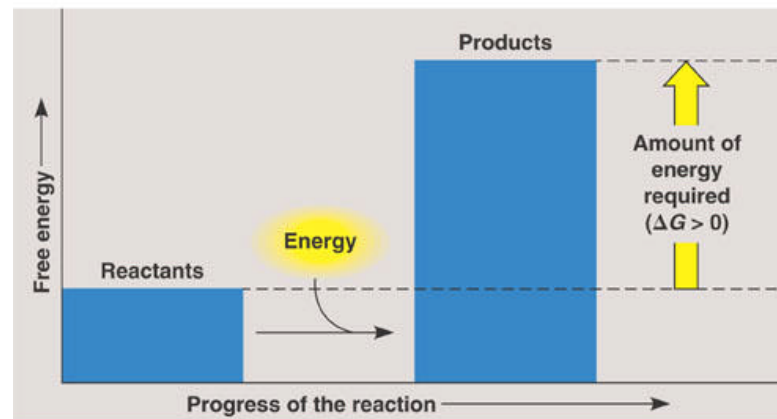 Products
Amount of
energy
required
(ΔG > 0)
Energy
Reactants
Free energy
Progress of the reaction